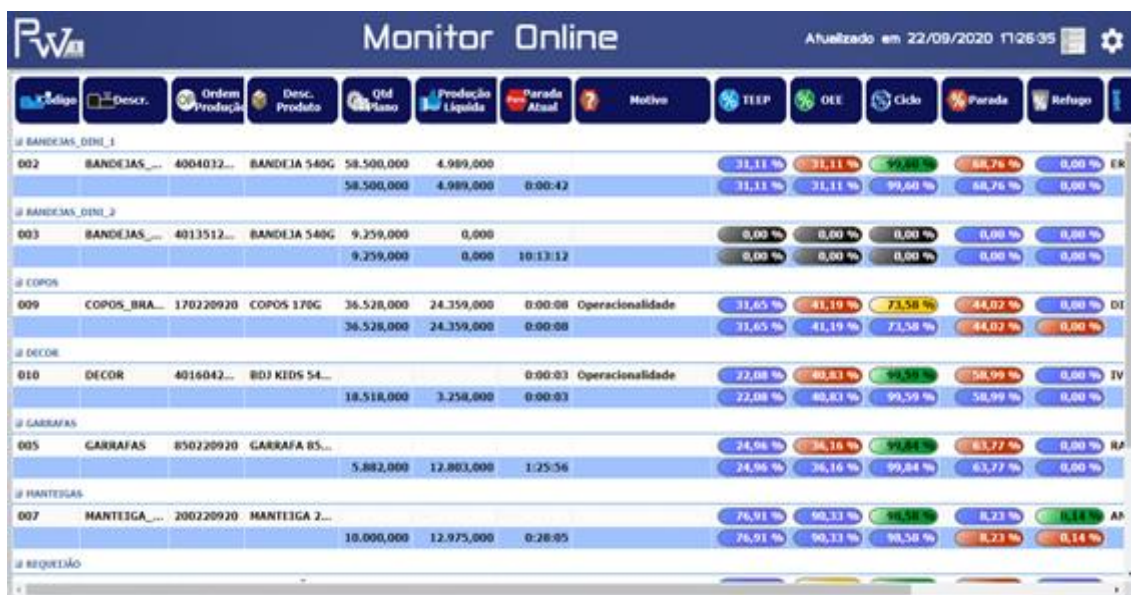 PWa Monitor Online Atualizado em 22/09/2020 17:26:35
Código Descr. Ordem Produção Desc. Produto Qtd Plano Produção Líquida Parada Atual Motivo TEEP OEE Ciclo Parada Refugo
BANDEJAS_DINI_1
002 BANDEJAS_... 4004032... BANDEJA 540G 58.500,000 4.989,000 31,11 % 31,11 % 99,60 % 68,76 % 0,00 % ER
58.500,000 4.989,000 0:00:42 31,11 % 31,11 % 99,60 % 68,76 % 0,00 %
BANDEJAS_DINI_2
003 BANDEJAS_... 4013512... BANDEJA 540G 9.259,000 0,000 0,00 % 0,00 % 0,00 % 0,00 % 0,00 %
9.259,000 0,000 10:13:12 0,00 % 0,00 % 0,00 % 0,00 % 0,00 %
COPOS
009 COPOS_BRA... 170220920 COPOS 170G 36.528,000 24.359,000 0:00:08 Operacionalidade 31,65 % 41,19 % 73,58 % 44,02 % 0,00 % DI
36.528,000 24.359,000 0:00:08 31,65 % 41,19 % 73,58 % 44,02 % 0,00 %
DECOR
010 DECOR 4016042... BDJ KIDS 54... 0:00:03 Operacionalidade 22,08 % 40,83 % 99,59 % 58,99 % 0,00 % IV
18.518,000 3.258,000 0:00:03 22,08 % 40,83 % 99,59 % 58,99 % 0,00 %
GARRAFAS
005 GARRAFAS 850220920 GARRAFA 85... 24,96 % 36,16 % 99,84 % 63,77 % 0,00 % RA
5.882,000 12.803,000 1:25:56 24,96 % 36,16 % 99,84 % 63,77 % 0,00 %
MANTEIGAS
007 MANTEIGA_... 200220920 MANTEIGA 2... 76,91 % 90,33 % 98,58 % 8,23 % 0,14 % AN
10.000,000 12.975,000 0:28:05 76,91 % 90,33 % 98,58 % 8,23 % 0,14 %
REQUEIJÃO